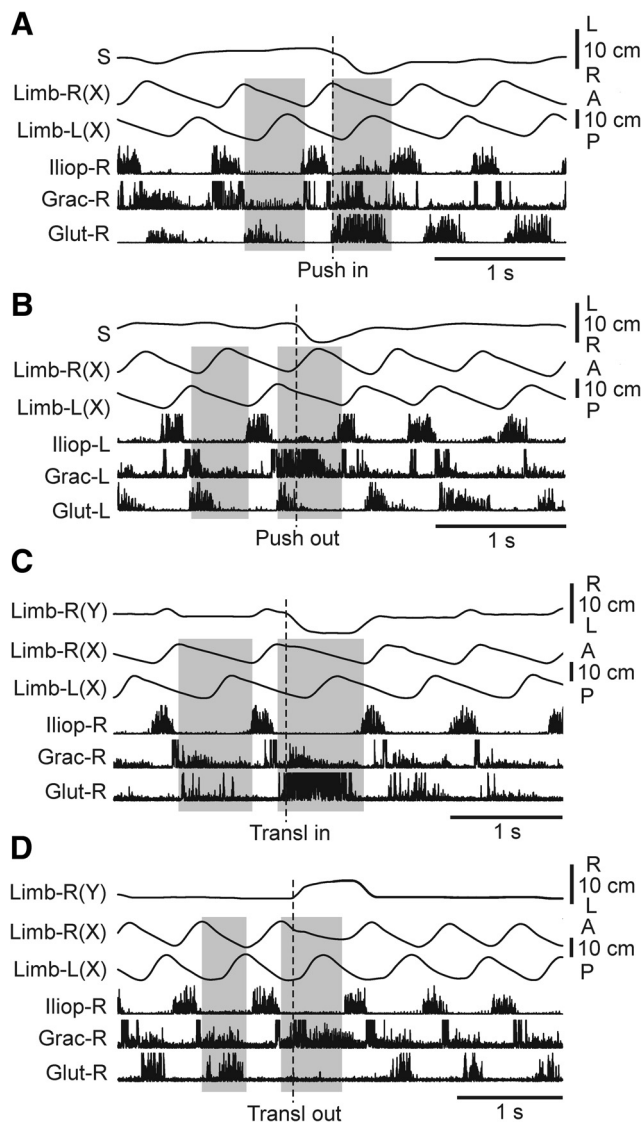 A
S
L
10 cm
R
Limb-R(X)
A
10 cm
Limb-L(X)
P
Iliop-R
Grac-R
Glut-R
Push in
1 s
B
S
L
10 cm
R
Limb-R(X)
A
10 cm
Limb-L(X)
P
Iliop-L
Grac-L
Glut-L
Push out
1 s
C
Limb-R(Y)
R
10 cm
L
Limb-R(X)
A
10 cm
Limb-L(X)
P
Iliop-R
Grac-R
Glut-R
Transl in
1 s
D
Limb-R(Y)
R
10 cm
L
Limb-R(X)
A
10 cm
Limb-L(X)
P
Iliop-R
Grac-R
Glut-R
Transl out
1 s